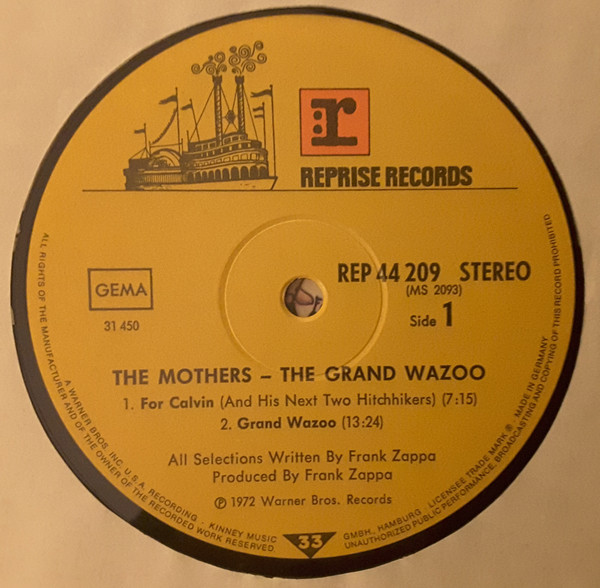 r
REPRISE RECORDS
GEMA
31 450
REP 44 209 STEREO
(MS 2093)
Side 1
THE MOTHERS – THE GRAND WAZOO
1. For Calvin (And His Next Two Hitchhikers) (7:15)
2. Grand Wazoo (13:24)
All Selections Written By Frank Zappa
Produced By Frank Zappa
℗ 1972 Warner Bros. Records
33
ALL RIGHTS OF THE MANUFACTURER AND OF THE OWNER OF THE RECORDED WORK RESERVED
A WARNER BROS. INC. U.S.A. RECORDING · KINNEY MUSIC GMBH., HAMBURG · LICENSEE TRADE MARK ® · MADE IN GERMANY
UNAUTHORIZED PUBLIC PERFORMANCE, BROADCASTING AND COPYING OF THIS RECORD PROHIBITED